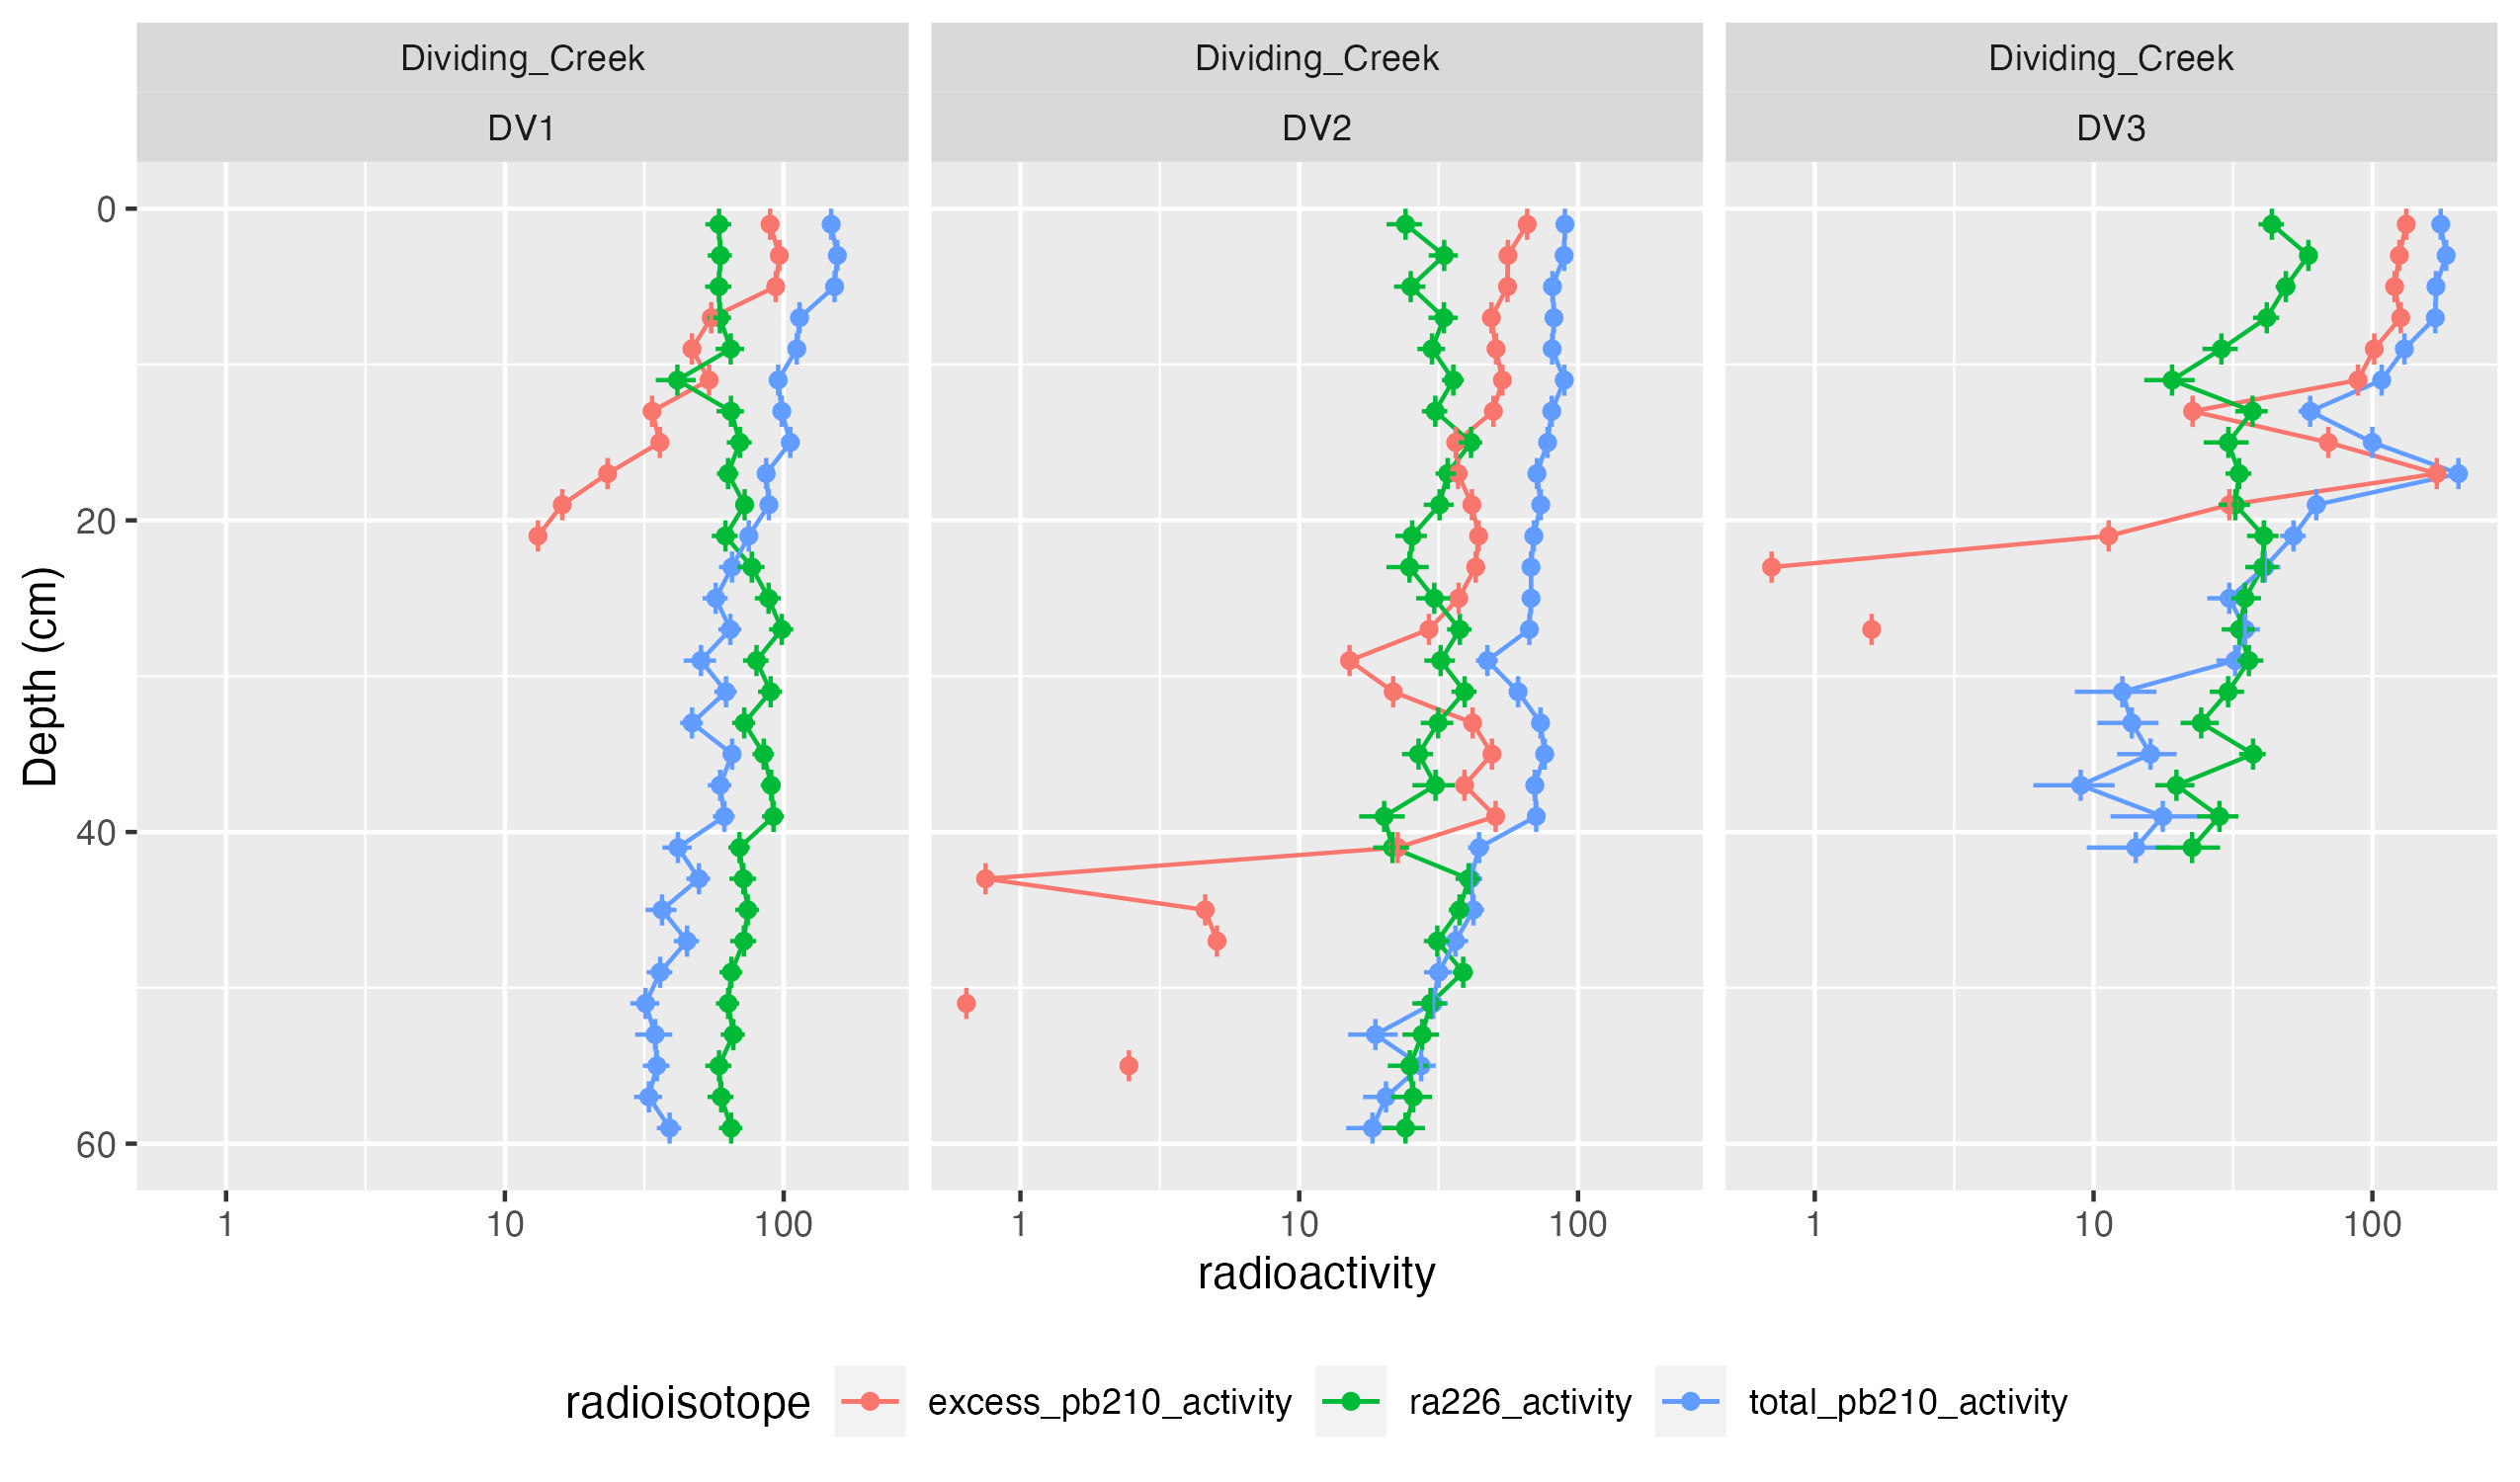 Dividing_Creek Dividing_Creek Dividing_Creek
DV1 DV2 DV3
0
20
40
60
Depth (cm)
1 10 100 1 10 100 1 10 100
radioactivity
radioisotope excess_pb210_activity ra226_activity total_pb210_activity